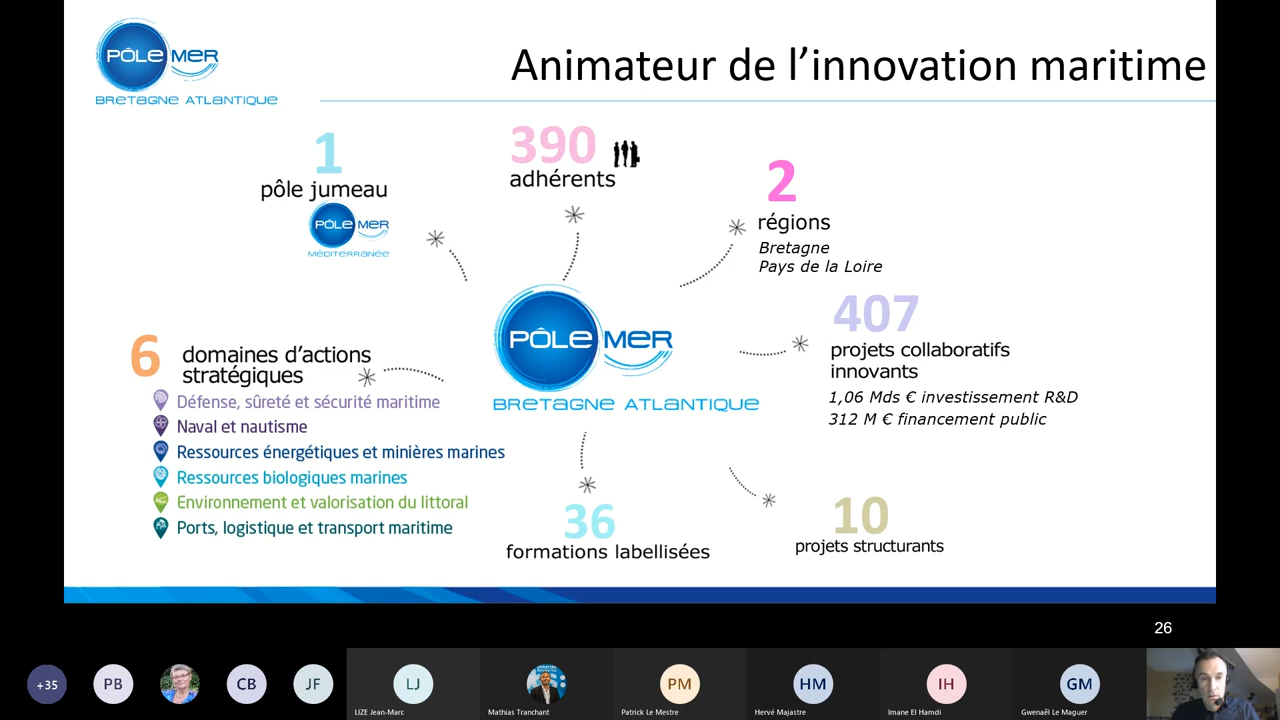 PÔLE MER
BRETAGNE ATLANTIQUE
Animateur de l’innovation maritime
1
pôle jumeau
PÔLE MER
MÉDITERRANÉE
390
adhérents
2
régions
Bretagne
Pays de la Loire
407
projets collaboratifs
innovants
1,06 Mds € investissement R&D
312 M € financement public
6
domaines d’actions
stratégiques
Défense, sûreté et sécurité maritime
Naval et nautisme
Ressources énergétiques et minières marines
Ressources biologiques marines
Environnement et valorisation du littoral
Ports, logistique et transport maritime
PÔLE MER
BRETAGNE ATLANTIQUE
36
formations labellisées
10
projets structurants
26
+35
PB
CB
JF
LJ
LIZE Jean-Marc
Mathias Tranchant
PM
Patrick Le Mestre
HM
Hervé Majastre
IH
Imane El Hamdi
GM
Gwenaël Le Maguer